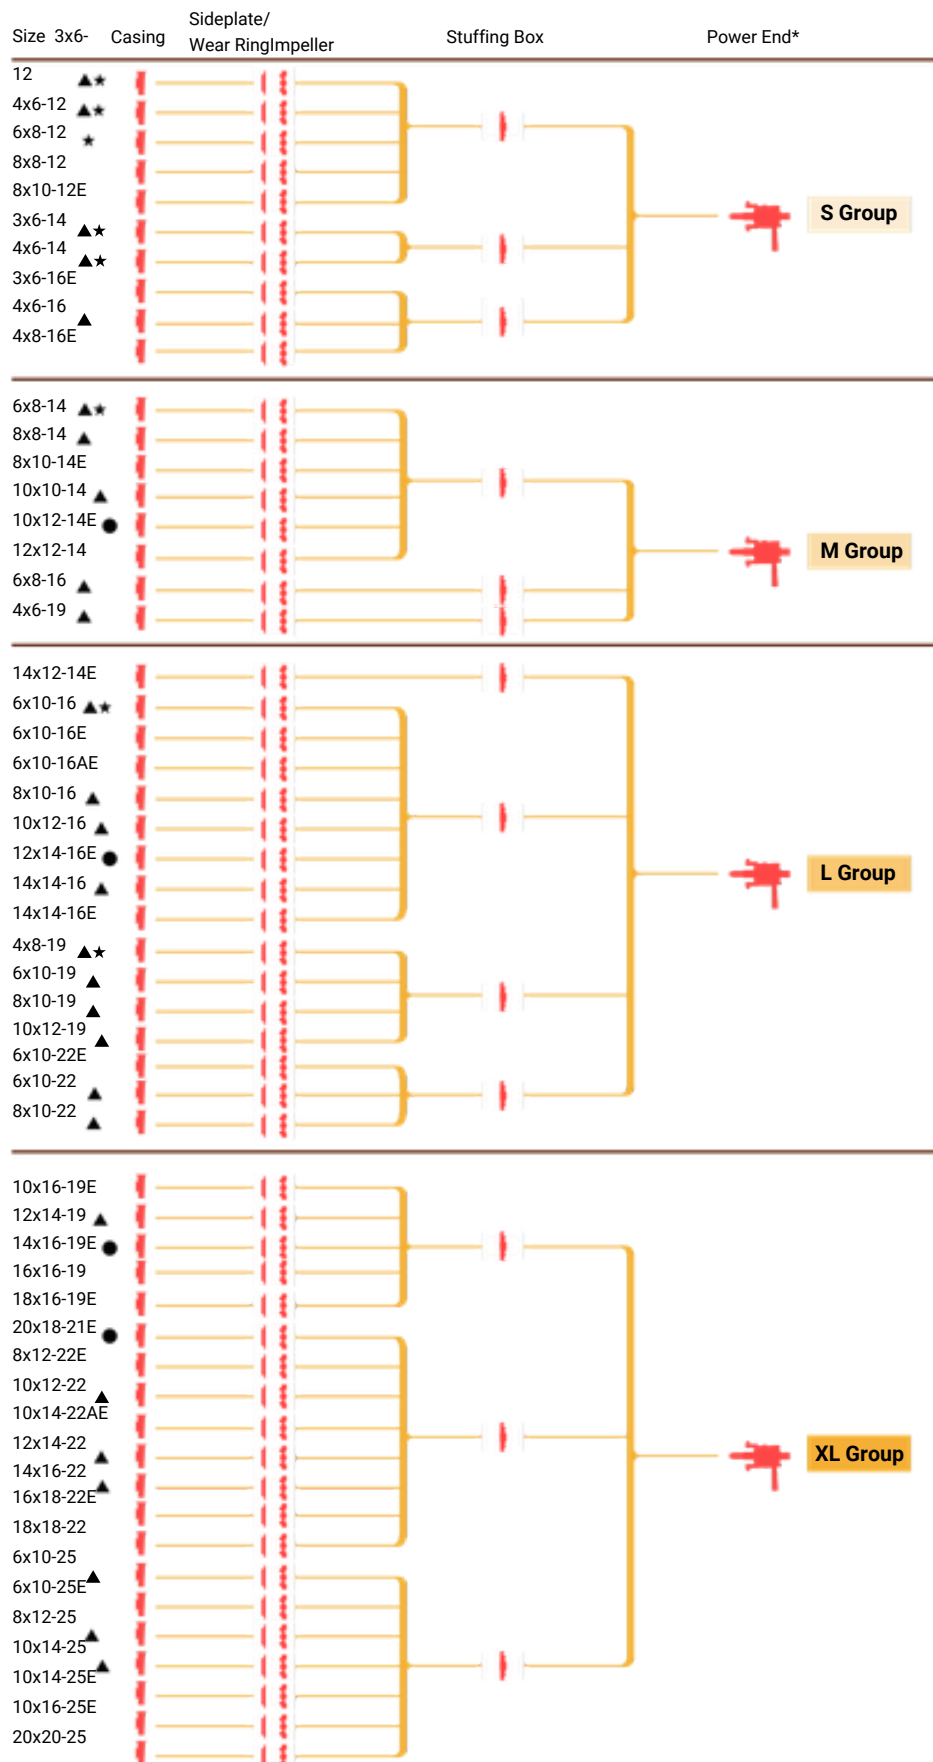 Size 3x6- Casing Sideplate/ Wear RingImpeller Stuffing Box Power End*
12 ▲★
4x6-12 ▲★
6x8-12 ★
8x8-12
8x10-12E
3x6-14 ▲★
4x6-14 ▲★
3x6-16E
4x6-16 ▲
4x8-16E
S Group
6x8-14 ▲★
8x8-14 ▲
8x10-14E
10x10-14 ▲
10x12-14E ●
12x12-14
6x8-16 ▲
4x6-19 ▲
M Group
14x12-14E
6x10-16 ▲★
6x10-16E
6x10-16AE
8x10-16 ▲
10x12-16 ▲
12x14-16E ●
14x14-16 ▲
14x14-16E
4x8-19 ▲★
6x10-19 ▲
8x10-19 ▲
10x12-19 ▲
6x10-22E
6x10-22 ▲
8x10-22 ▲
L Group
10x16-19E
12x14-19 ▲
14x16-19E ●
16x16-19
18x16-19E
20x18-21E ●
8x12-22E
10x12-22 ▲
10x14-22AE
12x14-22 ▲
14x16-22 ▲
16x18-22E
18x18-22
6x10-25 ▲
6x10-25E
8x12-25 ▲
10x14-25 ▲
10x14-25E
10x16-25E
20x20-25
XL Group